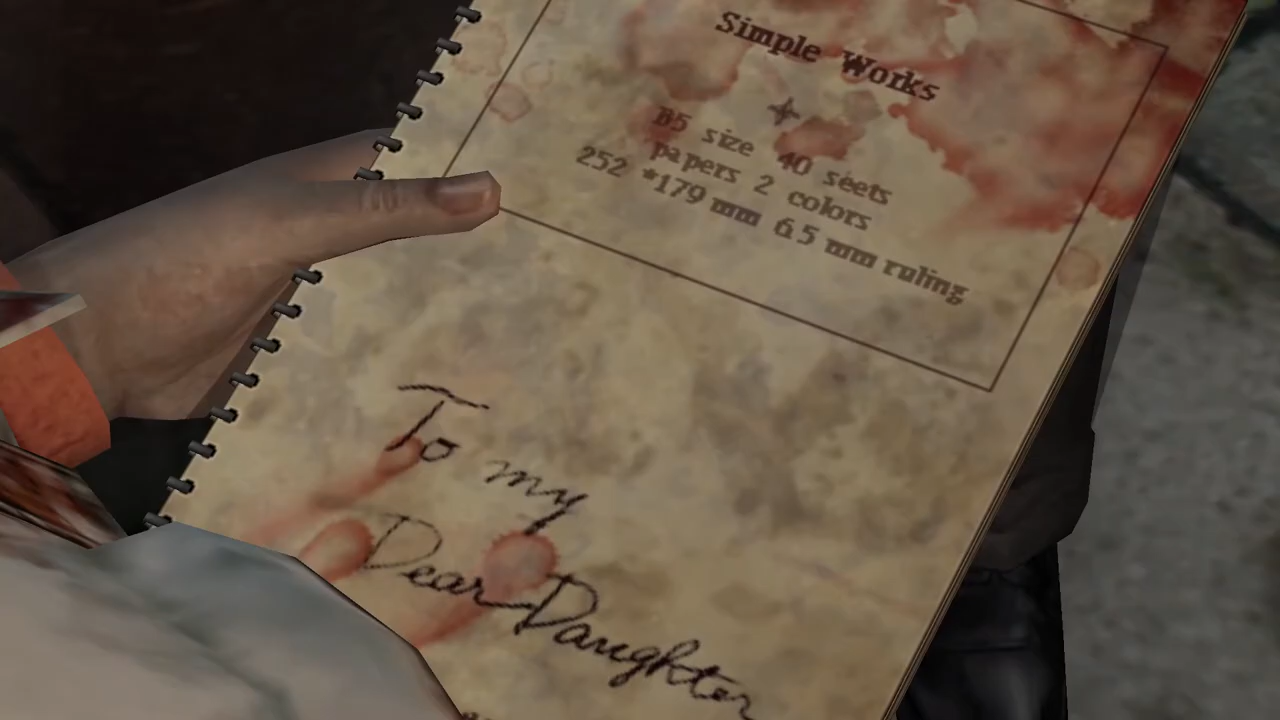 Simple Works
B5 size 40 seets
papers 2 colors
252 *179 mm 6.5 mm ruling
To my
Dear Daughter